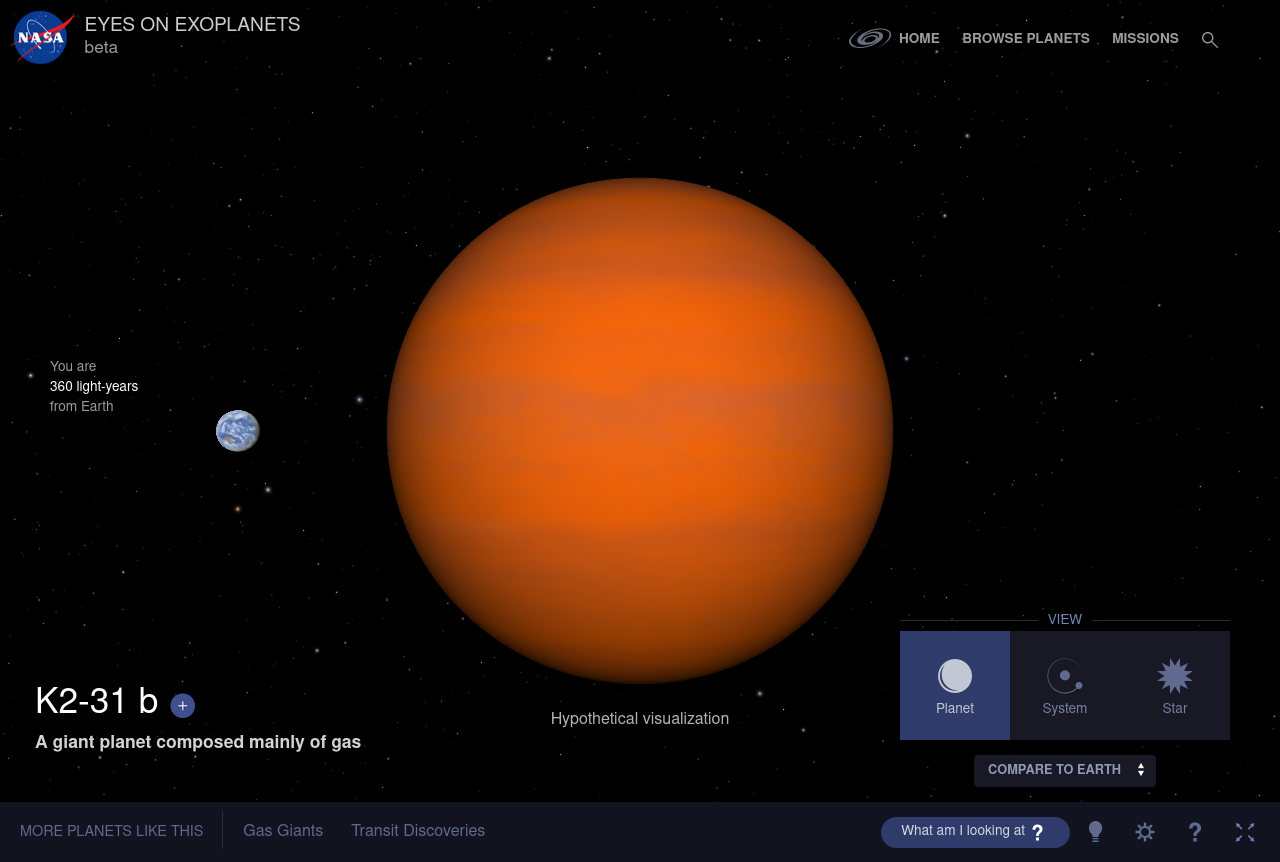 NASA
EYES ON EXOPLANETS
beta
HOME
BROWSE PLANETS
MISSIONS
You are
360 light-years
from Earth
K2-31 b +
A giant planet composed mainly of gas
Hypothetical visualization
VIEW
Planet
System
Star
COMPARE TO EARTH
MORE PLANETS LIKE THIS
Gas Giants
Transit Discoveries
What am I looking at ?
?